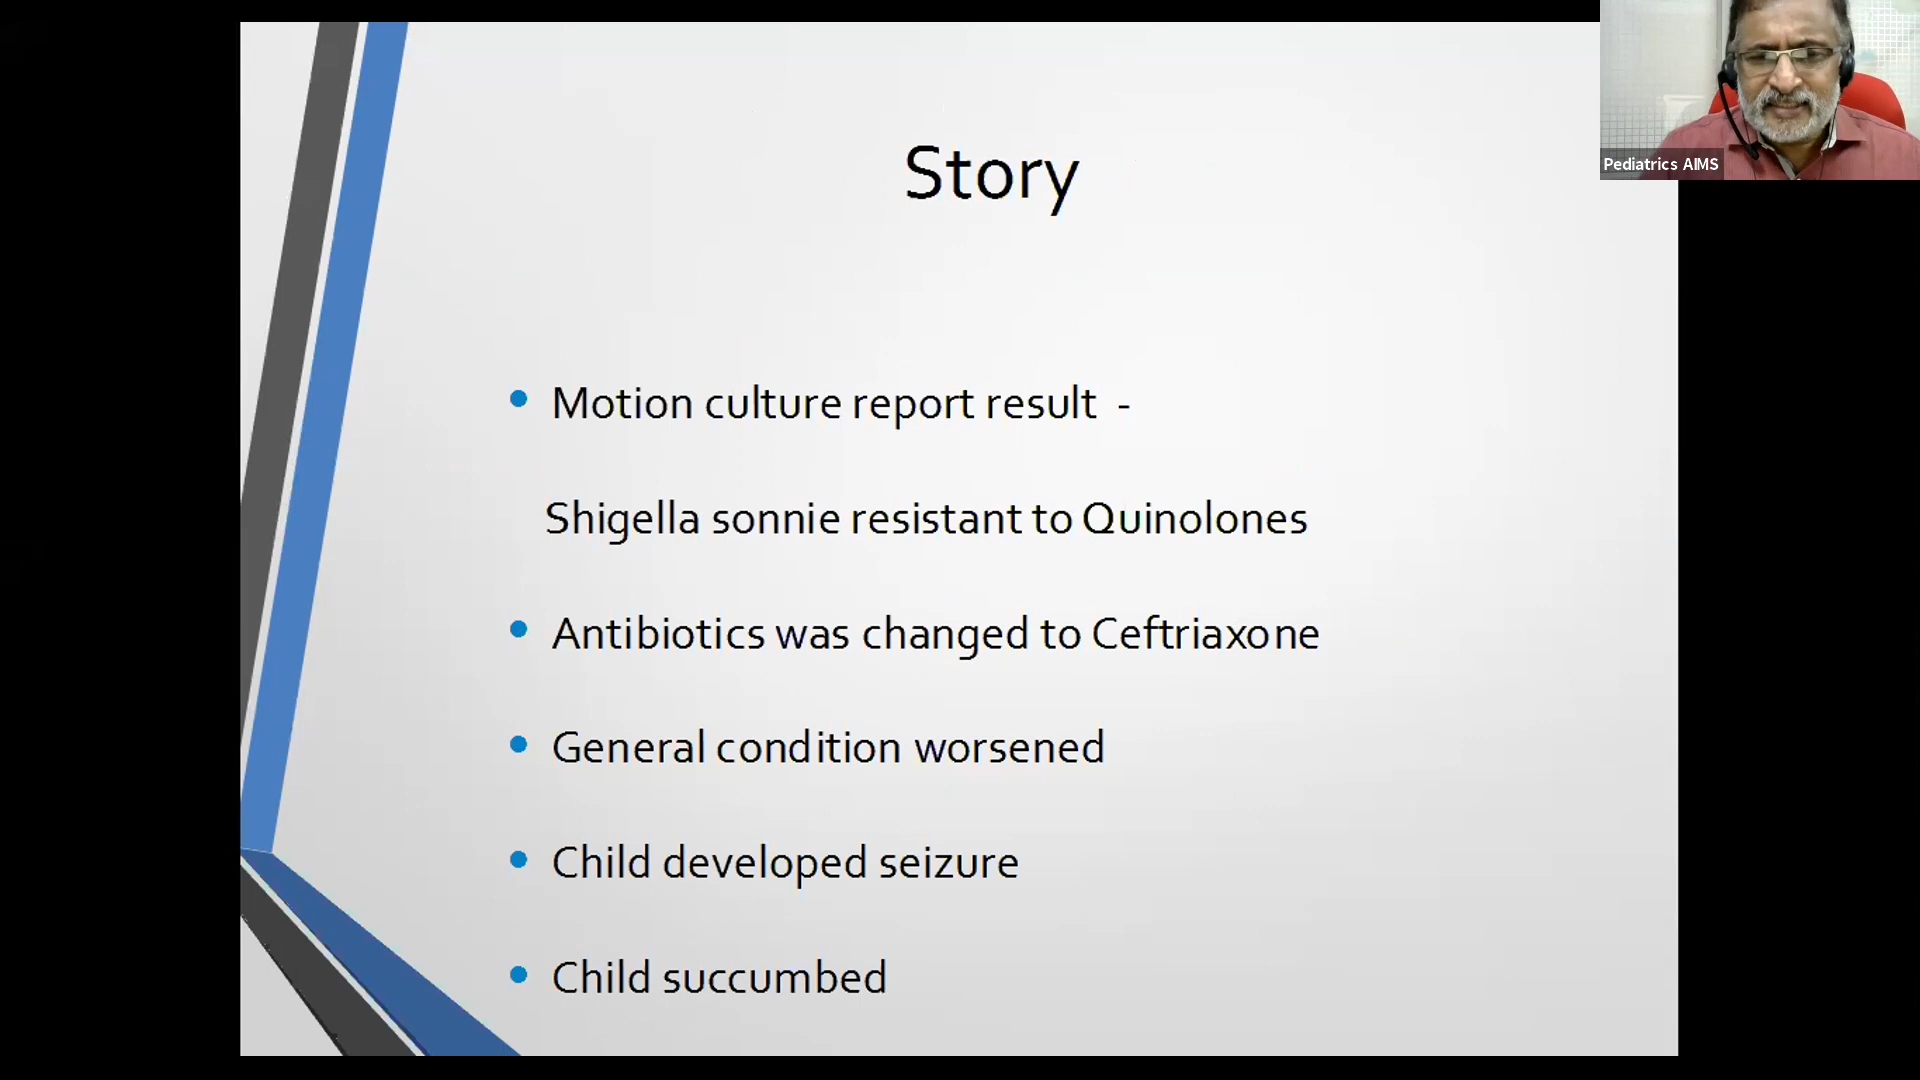 Pediatrics AIMS
Story
Motion culture report result -
Shigella sonnie resistant to Quinolones
Antibiotics was changed to Ceftriaxone
General condition worsened
Child developed seizure
Child succumbed